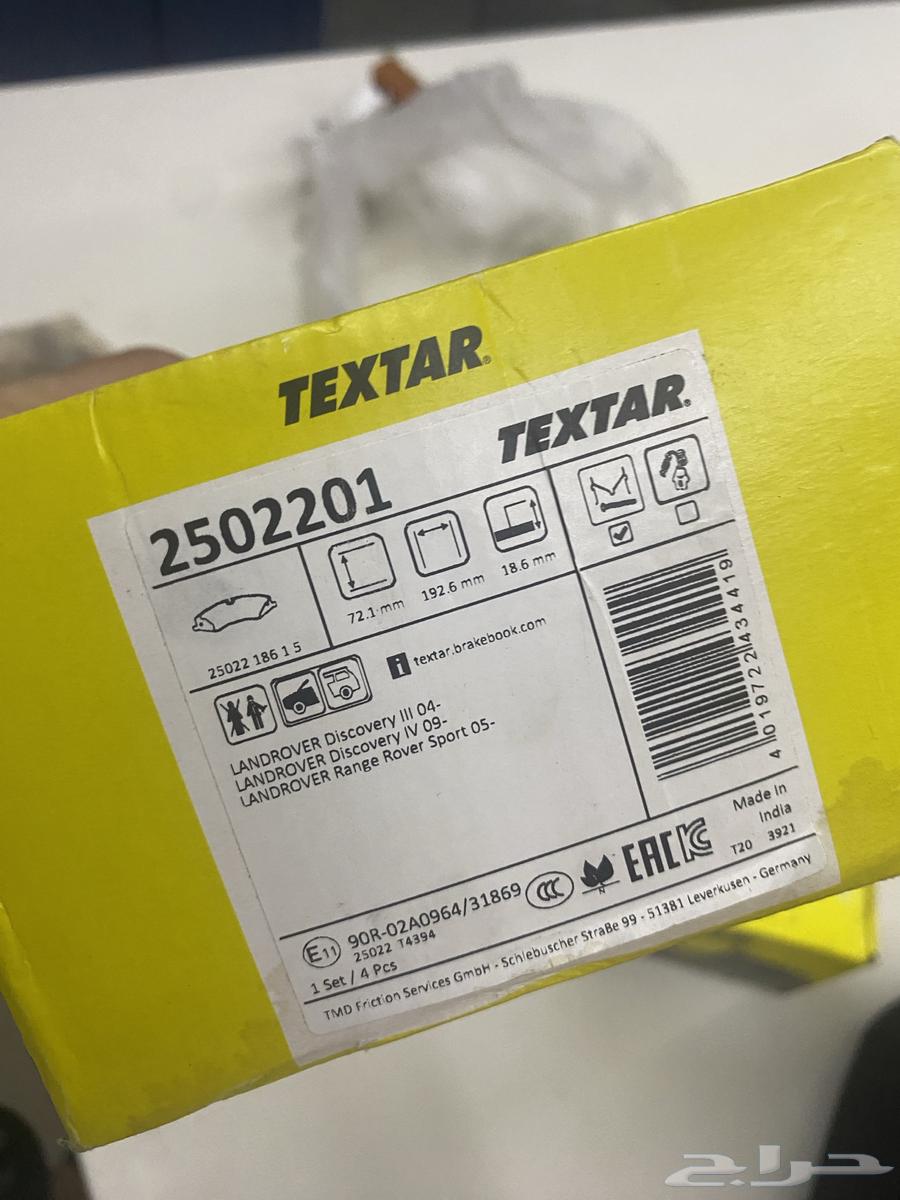 TEXTAR®
TEXTAR®
2502201
72.1 mm
192.6 mm
18.6 mm
25022 186 1 5
i textar.brakebook.com
LANDROVER Discovery III 04-
LANDROVER Discovery IV 09-
LANDROVER Range Rover Sport 05-
4 019722 434419
Made In
India
T20 3921
E11 90R-02A0964/31869 CCC N EAC KC
25022 T4394
1 Set / 4 Pcs
TMD Friction Services GmbH - Schlebuscher Straße 99 - 51381 Leverkusen - Germany
حراج